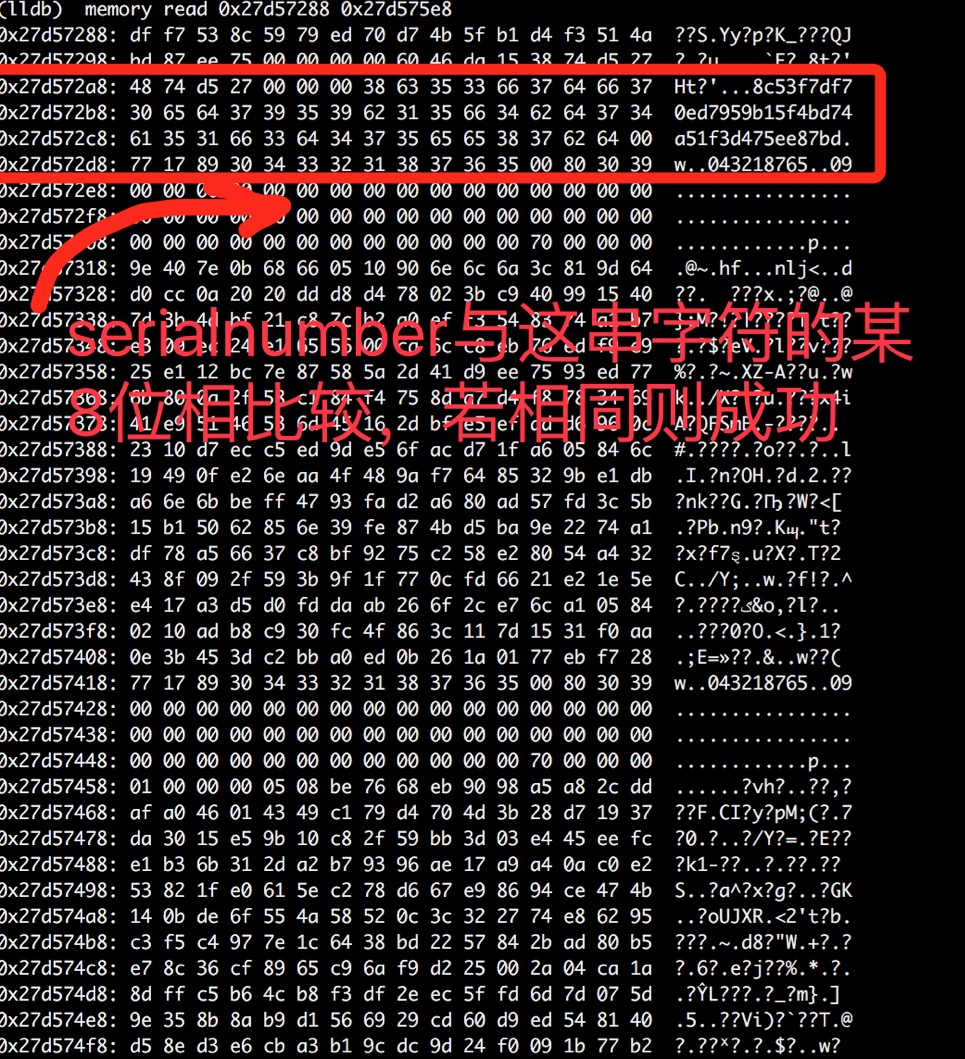 (lldb) memory read 0x27d57288 0x27d575e8
0x27d57288: df f7 53 8c 59 79 ed 70 d7 4b 5f b1 d4 f3 51 4a ??S.Yy?p?K_???QJ
0x27d57298: bd 87 ee 75 00 00 00 00 60 46 da 15 38 74 d5 27 ?.?u....`F?.8t?'
0x27d572a8: 48 74 d5 27 00 00 00 38 63 35 33 66 37 64 66 37 Ht?'...8c53f7df7
0x27d572b8: 30 65 64 37 39 35 39 62 31 35 66 34 62 64 37 34 0ed7959b15f4bd74
0x27d572c8: 61 35 31 66 33 64 34 37 35 65 65 38 37 62 64 00 a51f3d475ee87bd.
0x27d572d8: 77 17 89 30 34 33 32 31 38 37 36 35 00 80 30 39 w..043218765..09
0x27d572e8: 00 00 00 00 00 00 00 00 00 00 00 00 00 00 00 00 ................
0x27d572f8: 00 00 00 00 00 00 00 00 00 00 00 00 00 00 ................
00 00 00 00 00 00 00 00 00 00 70 00 00 00 ............p...
0x27d57318: 9e 40 7e 0b 68 66 05 10 90 6e 6c 6a 3c 81 9d 64 .@~.hf...nlj<..d
0x27d57328: d0 cc 0a 20 20 dd d8 d4 78 02 3b c9 40 99 15 40 ??.  ???x.;?@..@
serialnumber与这串字符的某
0x27d57358: 25 e1 12 bc 7e 87 58 5a 2d 41 d9 ee 75 93 ed 77 %?.?~.XZ-A??u.?w
8位相比较，若相同则成功
0x27d57388: 23 10 d7 ec c5 ed 9d e5 6f ac d7 1f a6 05 84 6c #.????.?o??.?..l
0x27d57398: 19 49 0f e2 6e aa 4f 48 9a f7 64 85 32 9b e1 db .I.?n?OH.?d.2.??
0x27d573a8: a6 6e 6b be ff 47 93 fa d2 a6 80 ad 57 fd 3c 5b ?nk??G.?Ҧ.?W?<[
0x27d573b8: 15 b1 50 62 85 6e 39 fe 87 4b d5 ba 9e 22 74 a1 .?Pb.n9?.Kպ."t?
0x27d573c8: df 78 a5 66 37 c8 bf 92 75 c2 58 e2 80 54 a4 32 ?x?f7ȿ.u?X?.T?2
0x27d573d8: 43 8f 09 2f 59 3b 9f 1f 77 0c fd 66 21 e2 1e 5e C../Y;..w.?f!?.^
0x27d573e8: e4 17 a3 d5 d0 fd da ab 26 6f 2c e7 6c a1 05 84 ?.????ګ&o,?l?..
0x27d573f8: 02 10 ad b8 c9 30 fc 4f 86 3c 11 7d 15 31 f0 aa ..???0?O.<.}.1?
0x27d57408: 0e 3b 45 3d c2 bb a0 ed 0b 26 1a 01 77 eb f7 28 .;E=»??.&..w??(
0x27d57418: 77 17 89 30 34 33 32 31 38 37 36 35 00 80 30 39 w..043218765..09
0x27d57428: 00 00 00 00 00 00 00 00 00 00 00 00 00 00 00 00 ................
0x27d57438: 00 00 00 00 00 00 00 00 00 00 00 00 00 00 00 00 ................
0x27d57448: 00 00 00 00 00 00 00 00 00 00 00 00 70 00 00 00 ............p...
0x27d57458: 01 00 00 00 05 08 be 76 68 eb 90 98 a5 a8 2c dd ......?vh?..??,?
0x27d57468: af a0 46 01 43 49 c1 79 d4 70 4d 3b 28 d7 19 37 ??F.CI?y?pM;(?.7
0x27d57478: da 30 15 e5 9b 10 c8 2f 59 bb 3d 03 e4 45 ee fc ?0.?..?/Y?=.?E??
0x27d57488: e1 b3 6b 31 2d a2 b7 93 96 ae 17 a9 a4 0a c0 e2 ?k1-??..?.??.??
0x27d57498: 53 82 1f e0 61 5e c2 78 d6 67 e9 86 94 ce 47 4b S..?a^?x?g?..?GK
0x27d574a8: 14 0b de 6f 55 4a 58 52 0c 3c 32 27 74 e8 62 95 ..?oUJXR.<2't?b.
0x27d574b8: c3 f5 c4 97 7e 1c 64 38 bd 22 57 84 2b ad 80 b5 ???.~.d8?"W.+?.?
0x27d574c8: e7 8c 36 cf 89 65 c9 6a f9 d2 25 00 2a 04 ca 1a ?.6?.e?j??%.*.?.
0x27d574d8: 8d ff c5 b6 4c b8 f3 df 2e ec 5f fd 6d 7d 07 5d .?ŶL???.?_?m}.]
0x27d574e8: 9e 35 8b 8a b9 d1 56 69 29 cd 60 d9 ed 54 81 40 .5..??Vi)?`??T.@
0x27d574f8: d5 8e d3 e6 cb a3 b1 9c dc 9d 24 f0 09 1b 77 b2 ?.??ˣ?.?.$?..w?